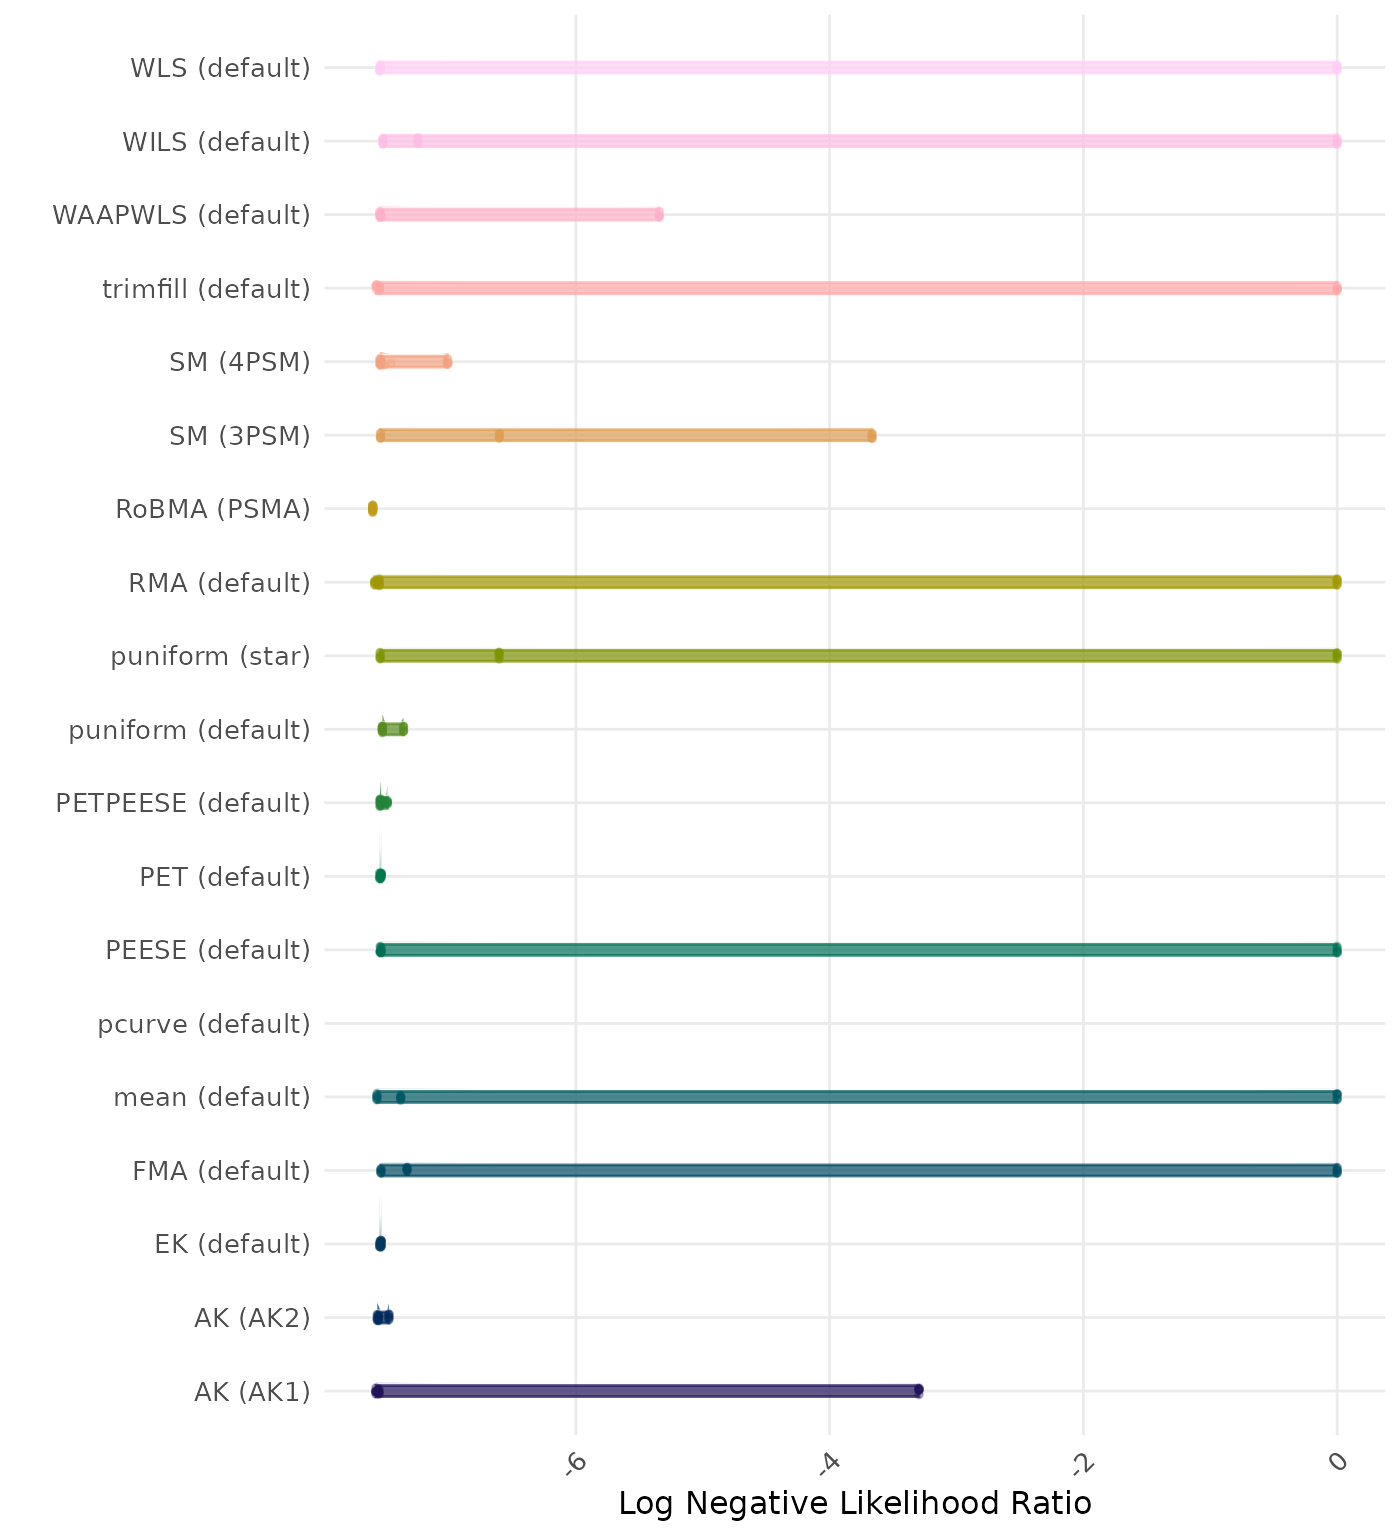 WLS (default)
WILS (default)
WAAPWLS (default)
trimfill (default)
SM (4PSM)
SM (3PSM)
RoBMA (PSMA)
RMA (default)
puniform (star)
puniform (default)
PETPEESE (default)
PET (default)
PEESE (default)
pcurve (default)
mean (default)
FMA (default)
EK (default)
AK (AK2)
AK (AK1)
-6 -4 -2 0
Log Negative Likelihood Ratio